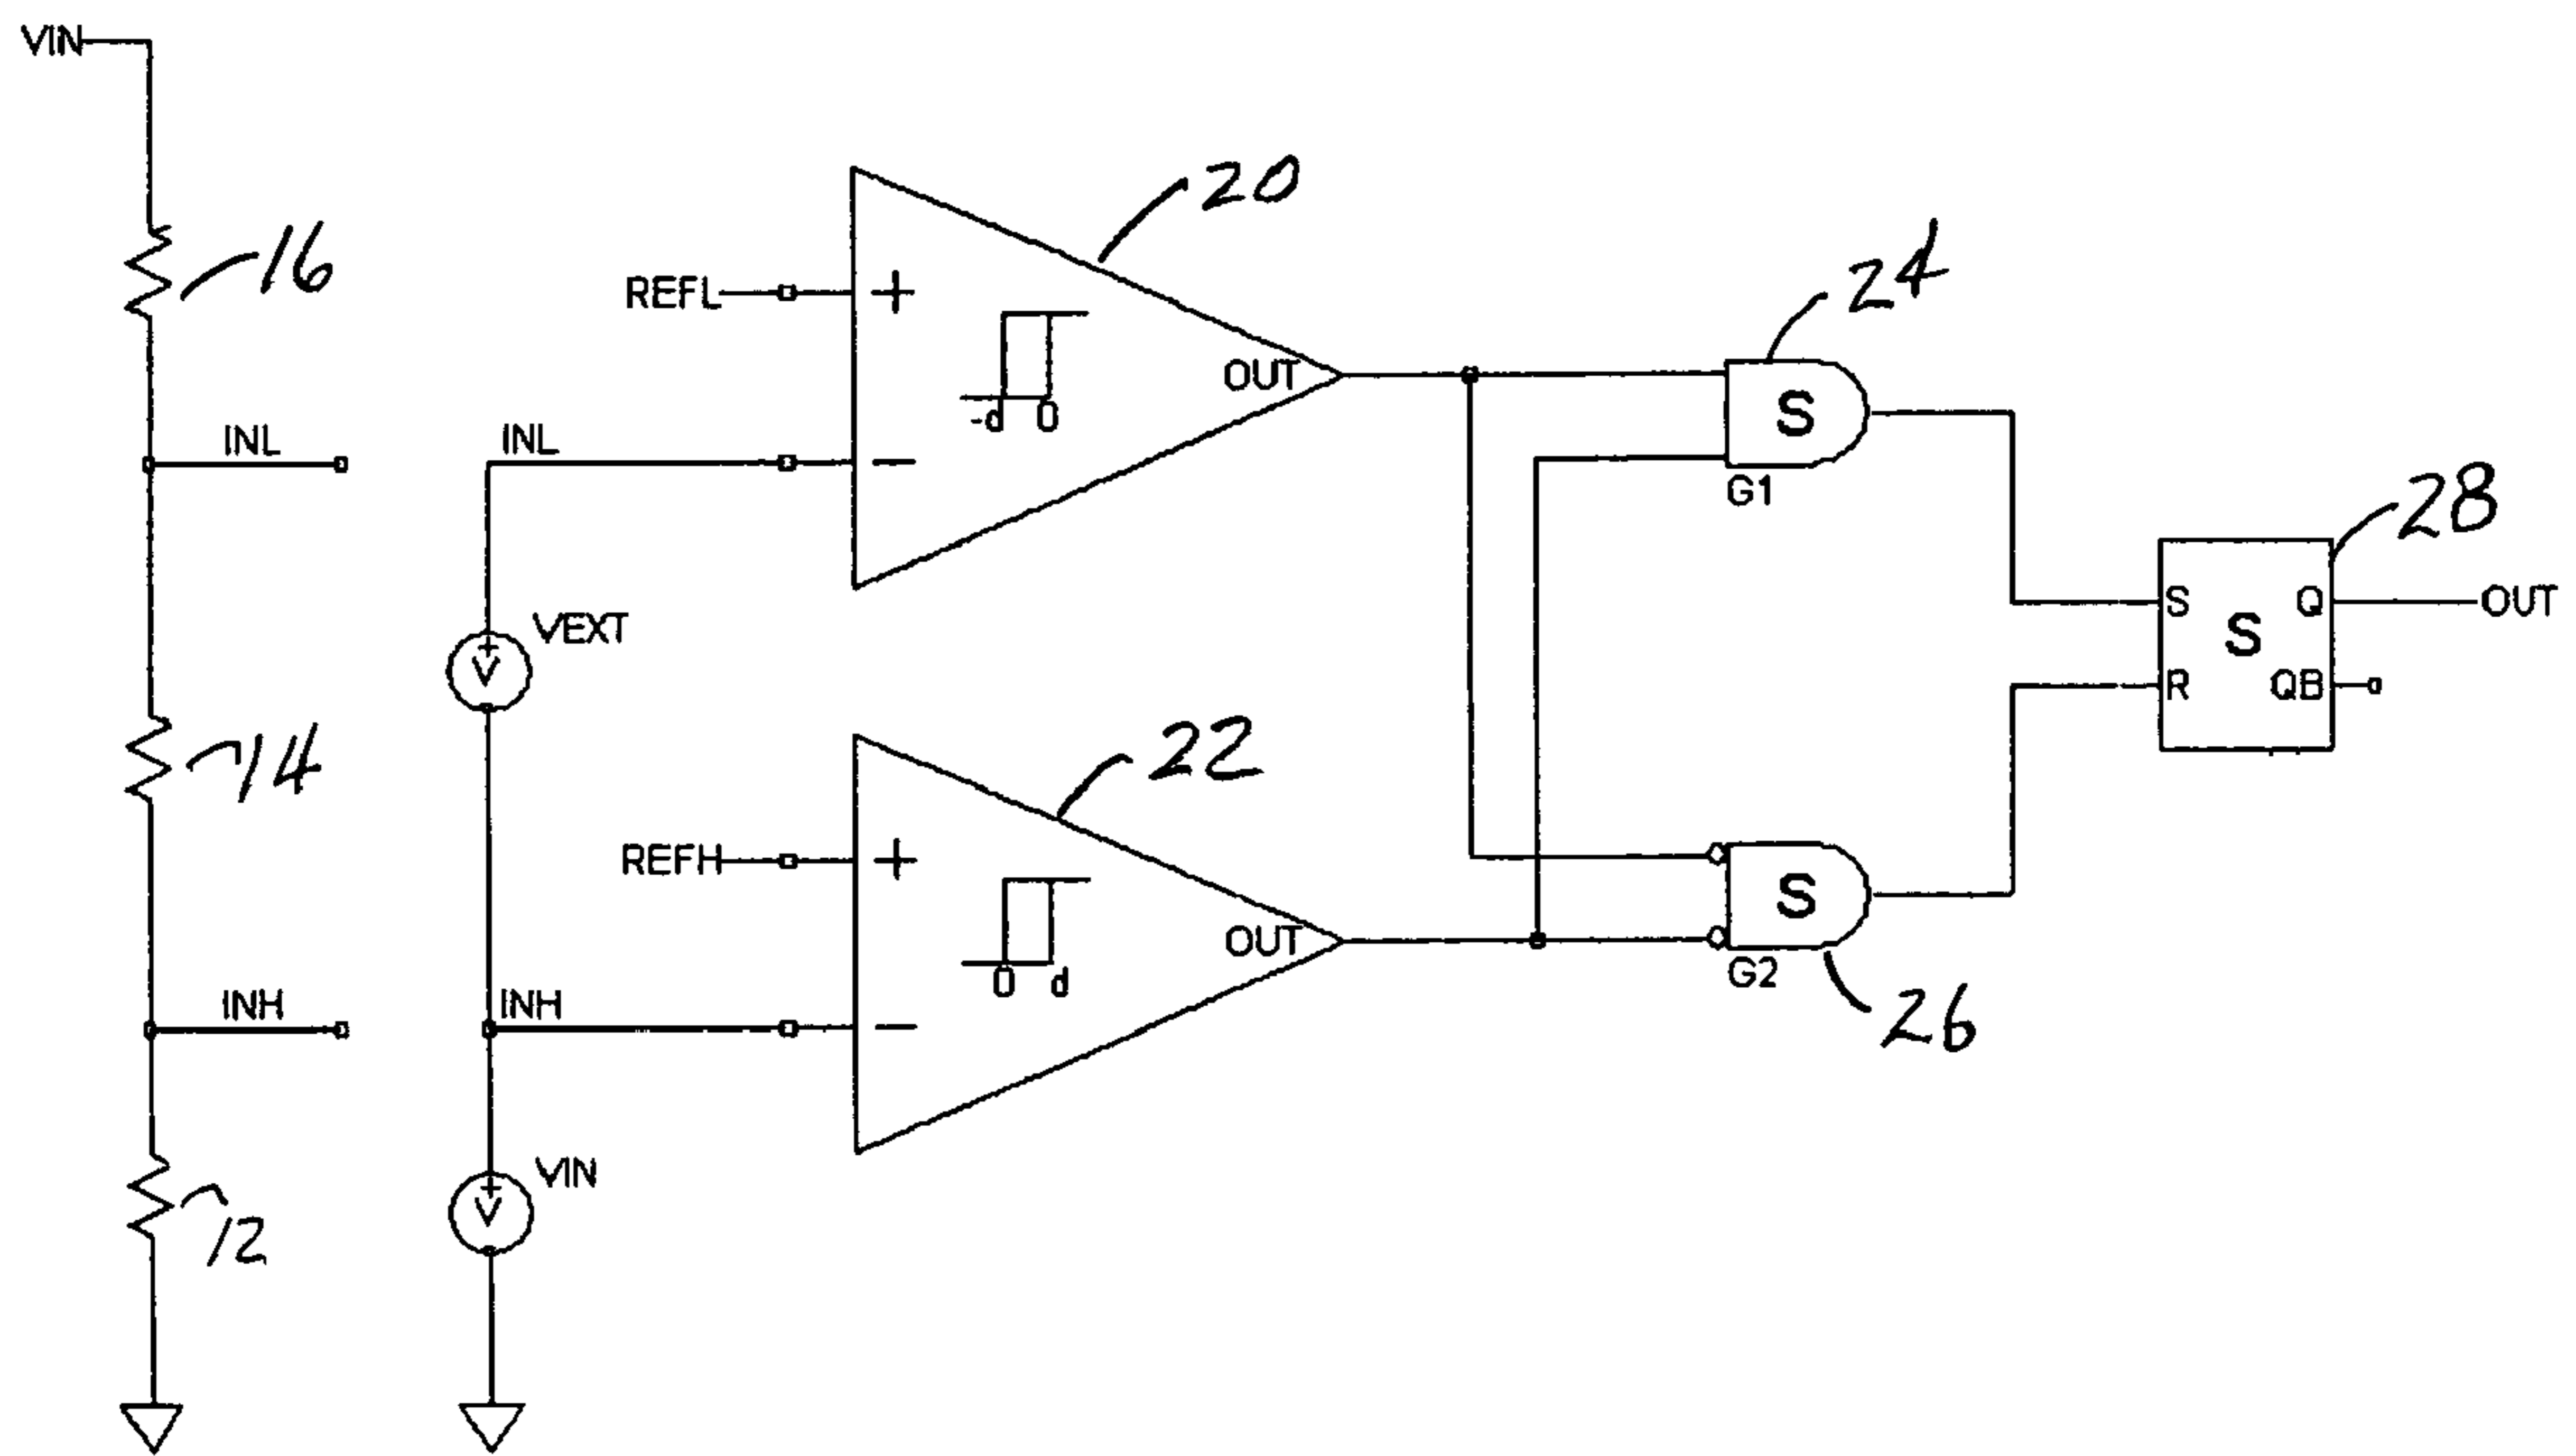 VIN
16
INL
14
INH
12
INL
VEXT
V
+
INH
VIN
V
+
20
REFL
+
-d 0
OUT
−
22
REFH
+
0 d
OUT
−
24
S
G1
S
G2
26
28
S
R
S
Q
QB
OUT